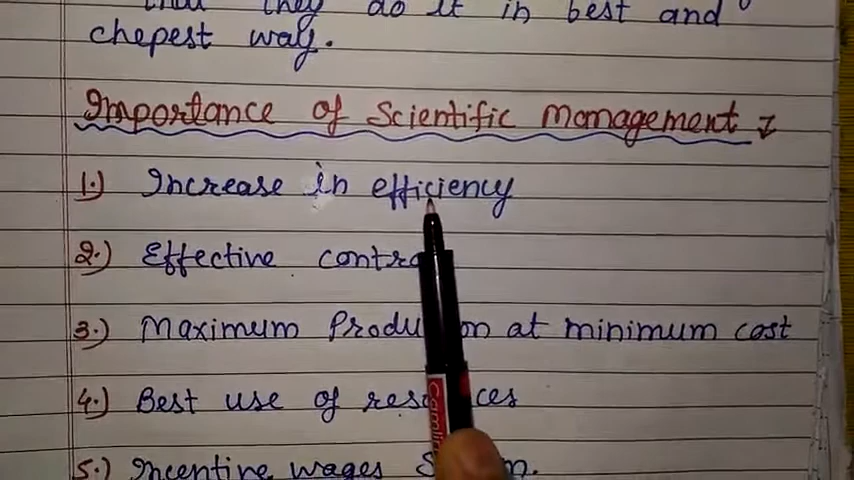 that they do it in best and
chepest way.
Importance of Scientific Management :
1.) Increase in efficiency
2.) Effective
3.) Maximum at minimum cost
4.) Best use of
5.) Incentive wages
Camlin